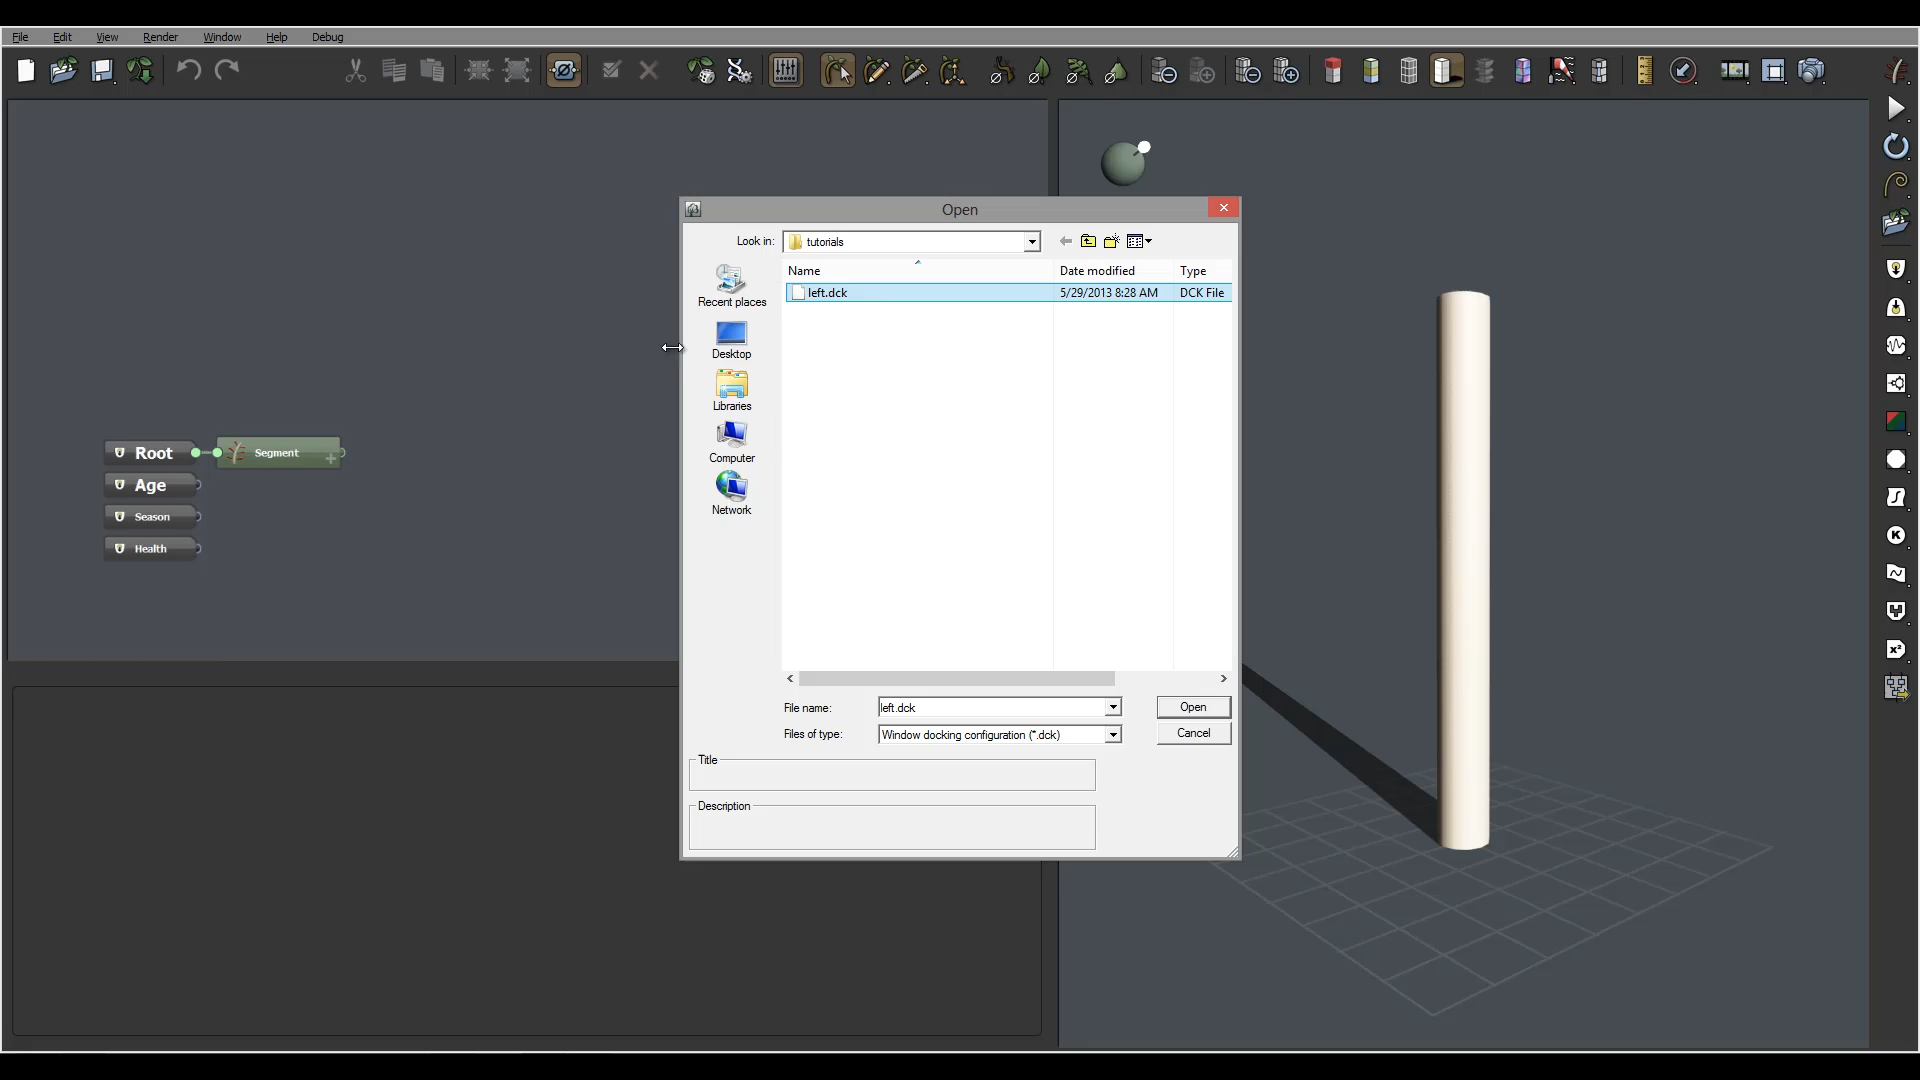 File Edit View Render Window Help Debug
Open
Look in: tutorials
Name Date modified Type
left.dck 5/29/2013 8:28 AM DCK File
Recent places
Desktop
Libraries
Computer
Network
Root Segment
Age
Season
Health
File name: left.dck Open
Files of type: Window docking configuration (*.dck) Cancel
Title
Description
K
x²